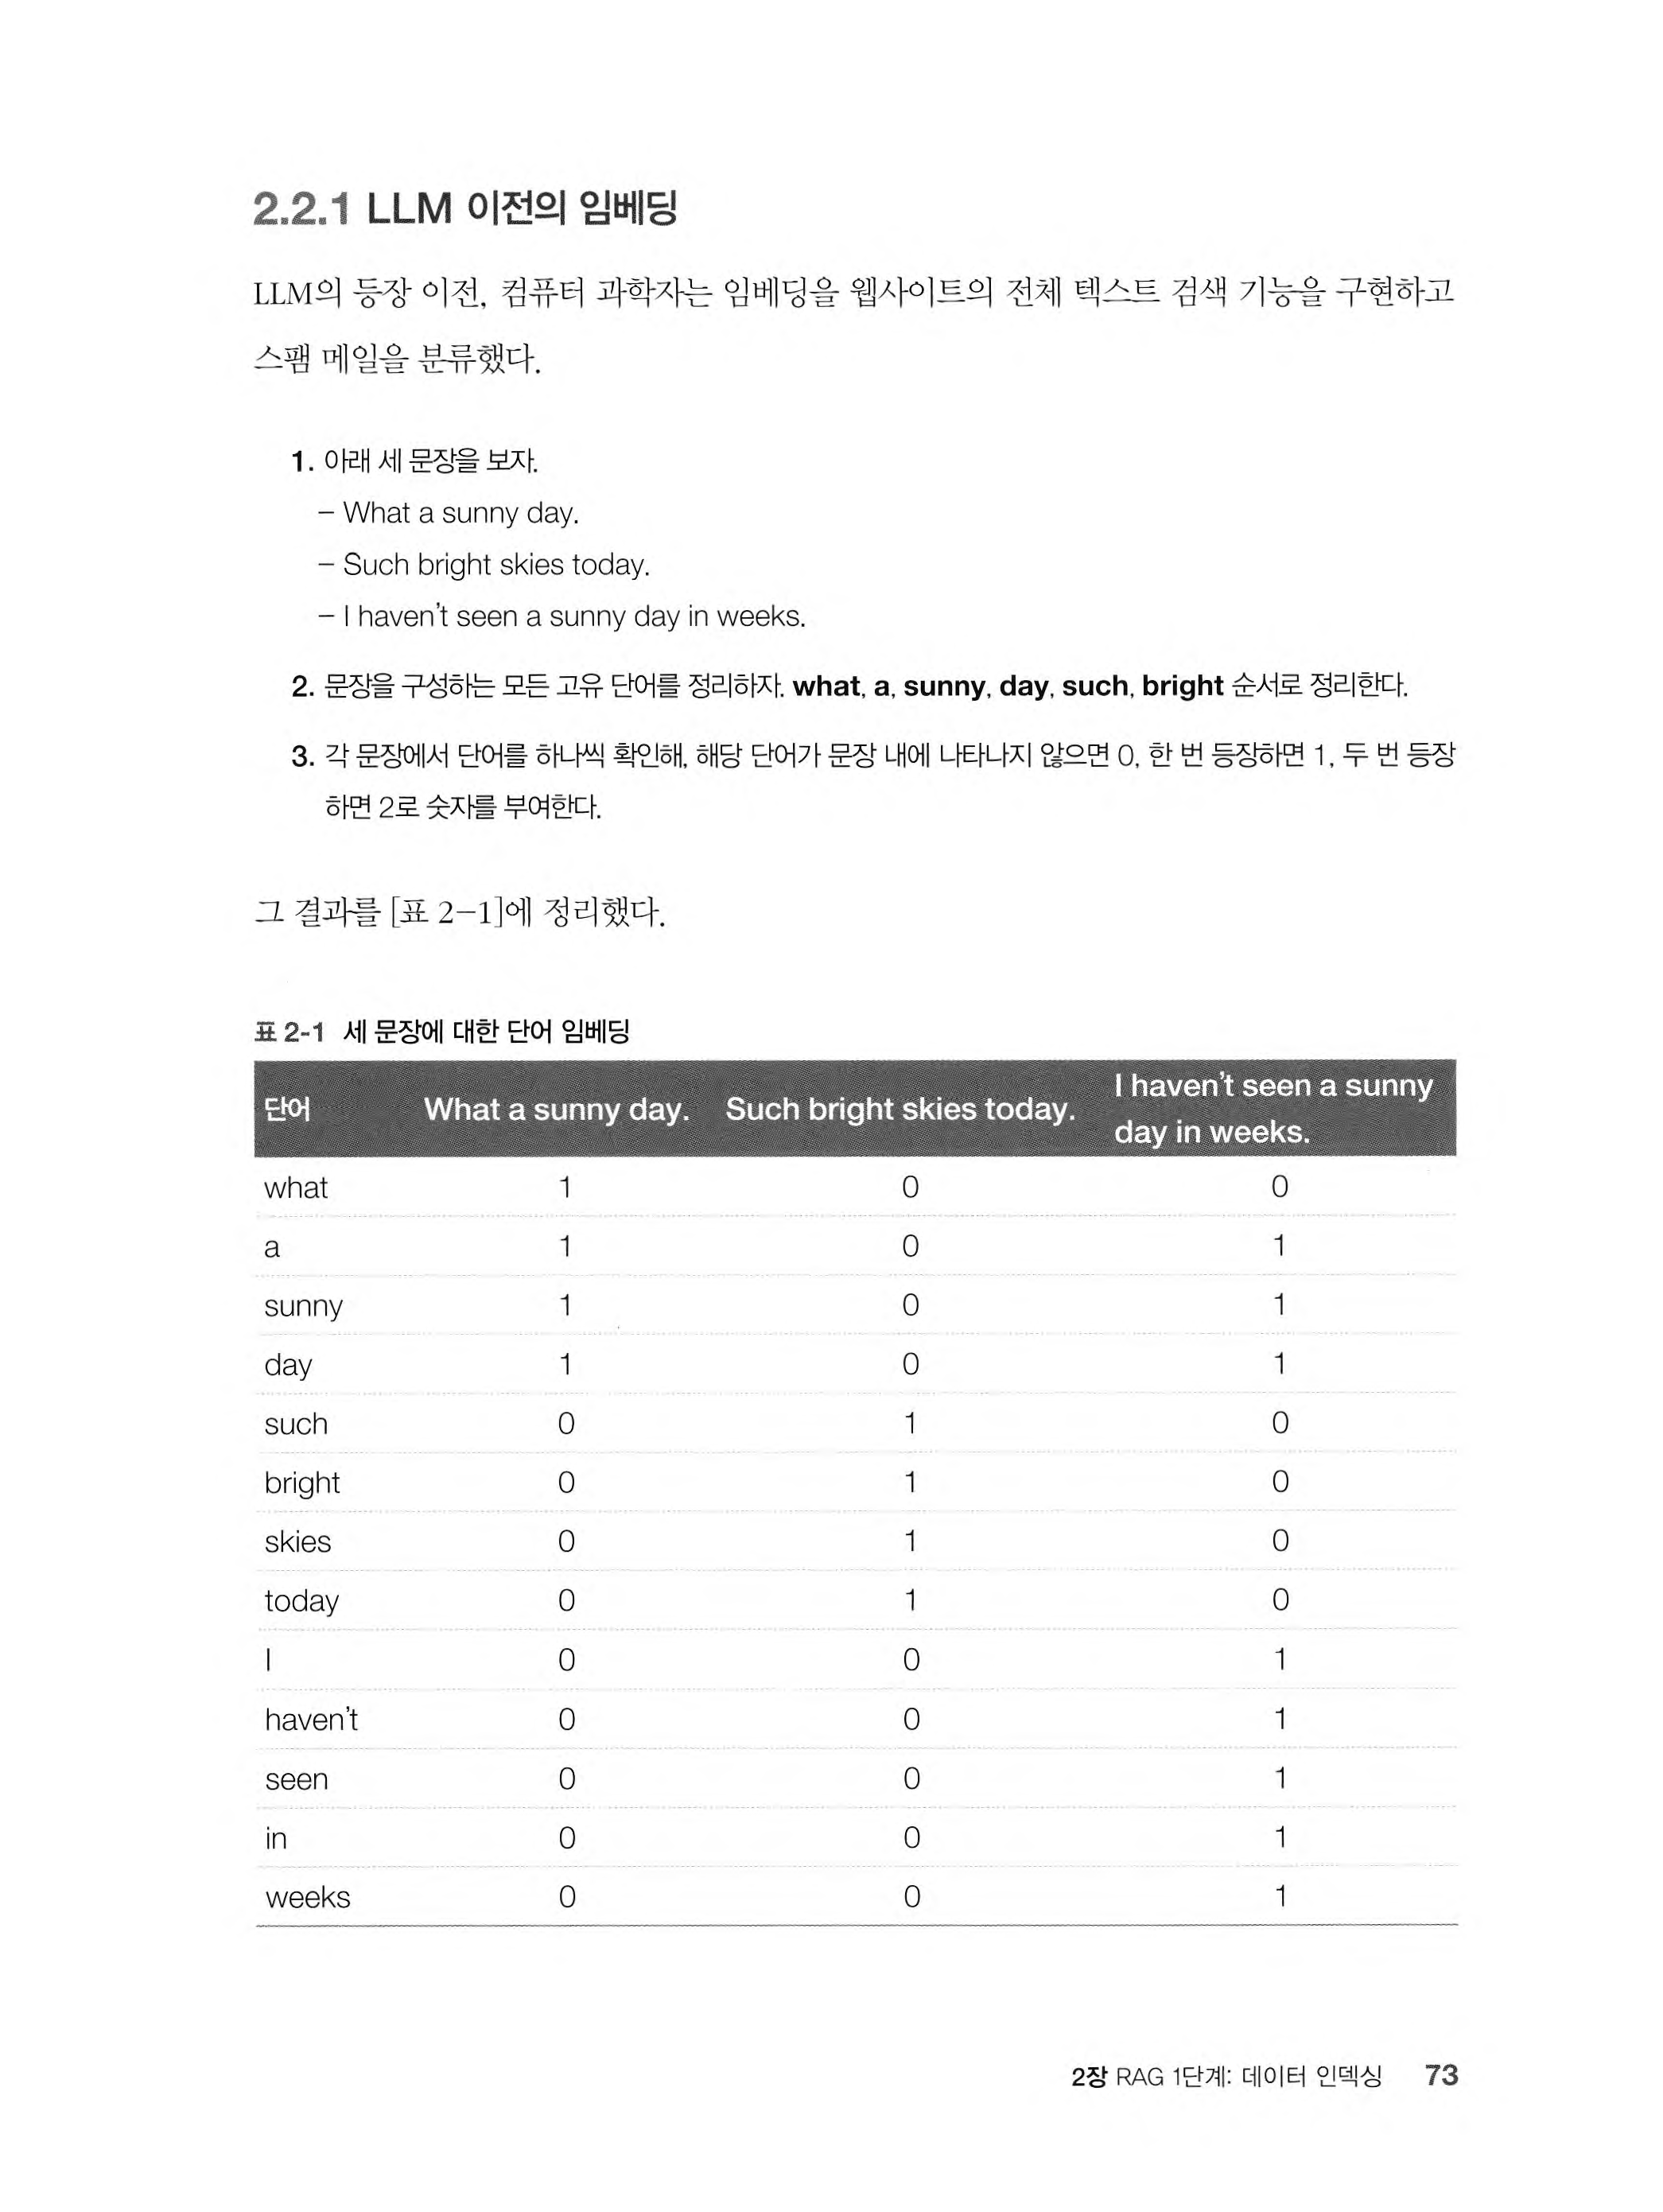 2.2.1 LLM 이전의 임베딩
LLM의 등장 이전, 컴퓨터 과학자는 임베딩을 웹사이트의 전체 텍스트 검색 기능을 구현하고
스팸 메일을 분류했다.
1. 아래 세 문장을 보자.
– What a sunny day.
– Such bright skies today.
– I haven't seen a sunny day in weeks.
2. 문장을 구성하는 모든 고유 단어를 정리하자. what, a, sunny, day, such, bright 순서로 정리한다.
3. 각 문장에서 단어를 하나씩 확인해, 해당 단어가 문장 내에 나타나지 않으면 0, 한 번 등장하면 1, 두 번 등장
하면 2로 숫자를 부여한다.
그 결과를 [표 2–1]에 정리했다.
표 2-1 세 문장에 대한 단어 임베딩
단어 What a sunny day. Such bright skies today. I haven't seen a sunny
day in weeks.
what 1 0 0
a 1 0 1
sunny 1 0 1
day 1 0 1
such 0 1 0
bright 0 1 0
skies 0 1 0
today 0 1 0
I 0 0 1
haven't 0 0 1
seen 0 0 1
in 0 0 1
weeks 0 0 1
2장 RAG 1단계: 데이터 인덱싱 73